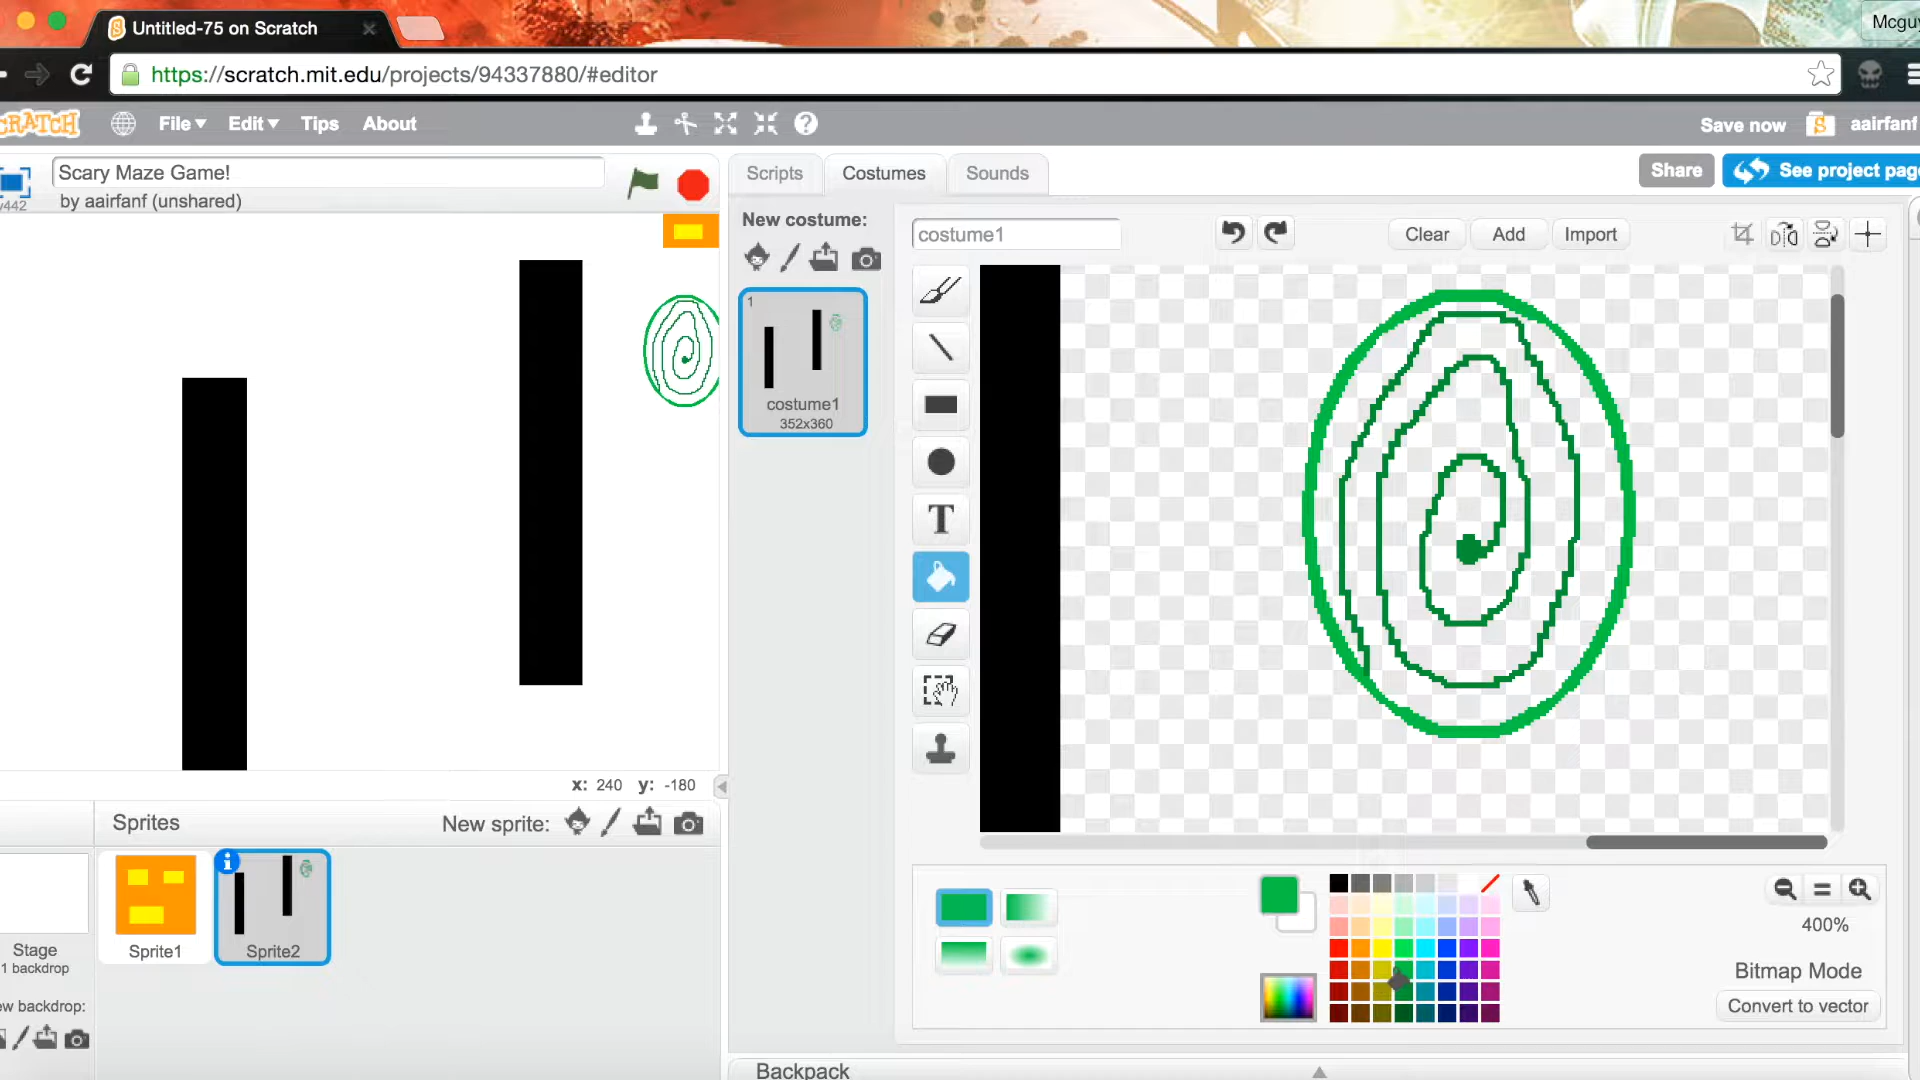 Untitled-75 on Scratch
https://scratch.mit.edu/projects/94337880/#editor
File Edit Tips About
Save now
aairfanf
Scary Maze Game!
by aairfanf (unshared)
v442
Scripts Costumes Sounds
Share
See project page
New costume:
costume1
Clear Add Import
1
costume1
352x360
T
x: 240 y: -180
Sprites
New sprite:
Sprite1
Sprite2
Stage
1 backdrop
400%
Bitmap Mode
Convert to vector
Backpack